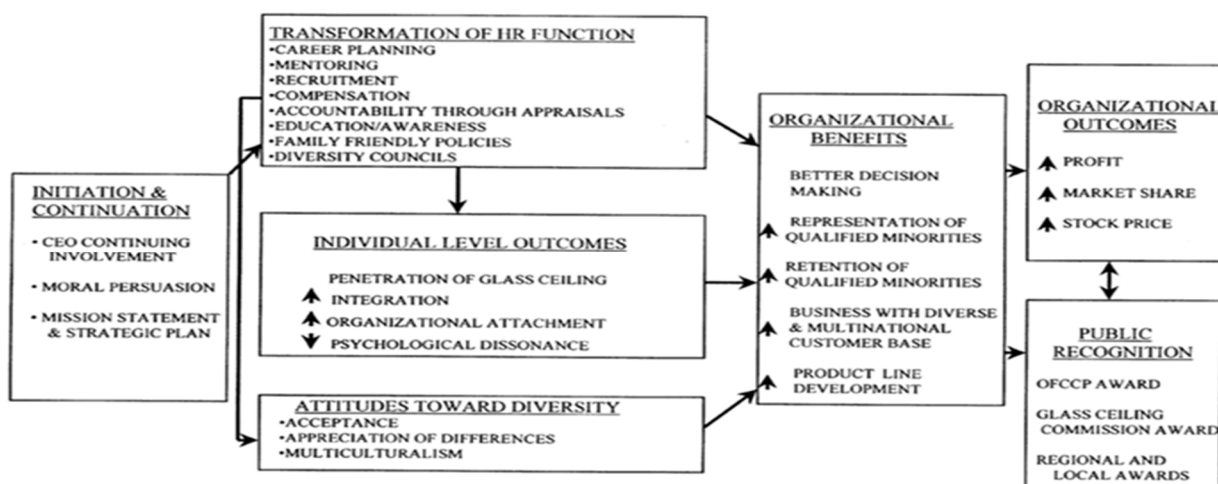 INITIATION &
CONTINUATION
• CEO CONTINUING
INVOLVEMENT
• MORAL PERSUASION
• MISSION STATEMENT
& STRATEGIC PLAN
TRANSFORMATION OF HR FUNCTION
•CAREER PLANNING
•MENTORING
•RECRUITMENT
•COMPENSATION
•ACCOUNTABILITY THROUGH APPRAISALS
•EDUCATION/AWARENESS
•FAMILY FRIENDLY POLICIES
•DIVERSITY COUNCILS
INDIVIDUAL LEVEL OUTCOMES
PENETRATION OF GLASS CEILING
INTEGRATION
ORGANIZATIONAL ATTACHMENT
PSYCHOLOGICAL DISSONANCE
ATTITUDES TOWARD DIVERSITY
•ACCEPTANCE
•APPRECIATION OF DIFFERENCES
•MULTICULTURALISM
ORGANIZATIONAL
BENEFITS
BETTER DECISION
MAKING
REPRESENTATION OF
QUALIFIED MINORITIES
RETENTION OF
QUALIFIED MINORITIES
BUSINESS WITH DIVERSE
& MULTINATIONAL
CUSTOMER BASE
PRODUCT LINE
DEVELOPMENT
ORGANIZATIONAL
OUTCOMES
PROFIT
MARKET SHARE
STOCK PRICE
PUBLIC
RECOGNITION
OFCCP AWARD
GLASS CEILING
COMMISSION AWARD
REGIONAL AND
LOCAL AWARDS